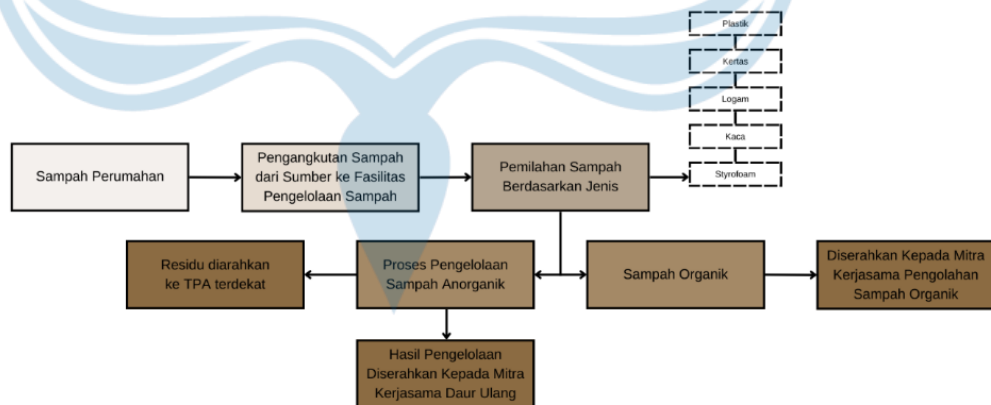 Plastik
Kertas
Logam
Kaca
Styrofoam
Sampah Perumahan
Pengangkutan Sampah
dari Sumber ke Fasilitas
Pengelolaan Sampah
Pemilahan Sampah
Berdasarkan Jenis
Residu diarahkan
ke TPA terdekat
Proses Pengelolaan
Sampah Anorganik
Sampah Organik
Diserahkan Kepada Mitra
Kerjasama Pengolahan
Sampah Organik
Hasil Pengelolaan
Diserahkan Kepada Mitra
Kerjasama Daur Ulang